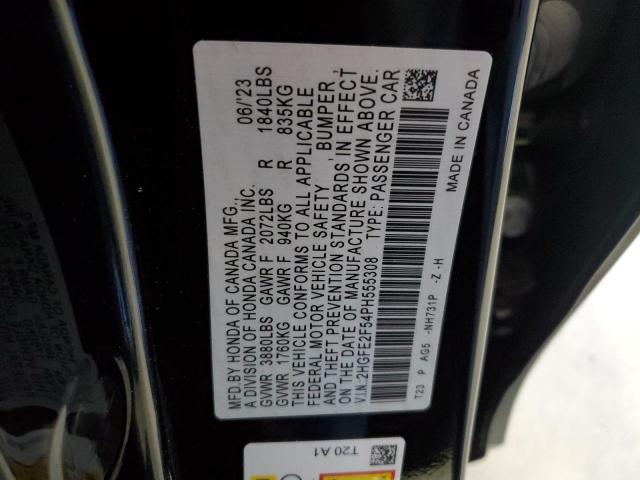 MFD.BY HONDA OF CANADA MFG., 06/'23
A DIVISION OF HONDA CANADA INC.
GVWR 3880LBS GAWR F 2072LBS R 1840LBS
GVWR 1760KG GAWR F 940KG R 835KG
THIS VEHICLE CONFORMS TO ALL APPLICABLE
FEDERAL MOTOR VEHICLE SAFETY , BUMPER ,
AND THEFT PREVENTION STANDARDS IN EFFECT
ON THE DATE OF MANUFACTURE SHOWN ABOVE.
V.I.N.:2HGFE2F54PH555308 TYPE:PASSENGER CAR
T23 P AG5 -NH731P -Z -H
MADE IN CANADA
T20 A1